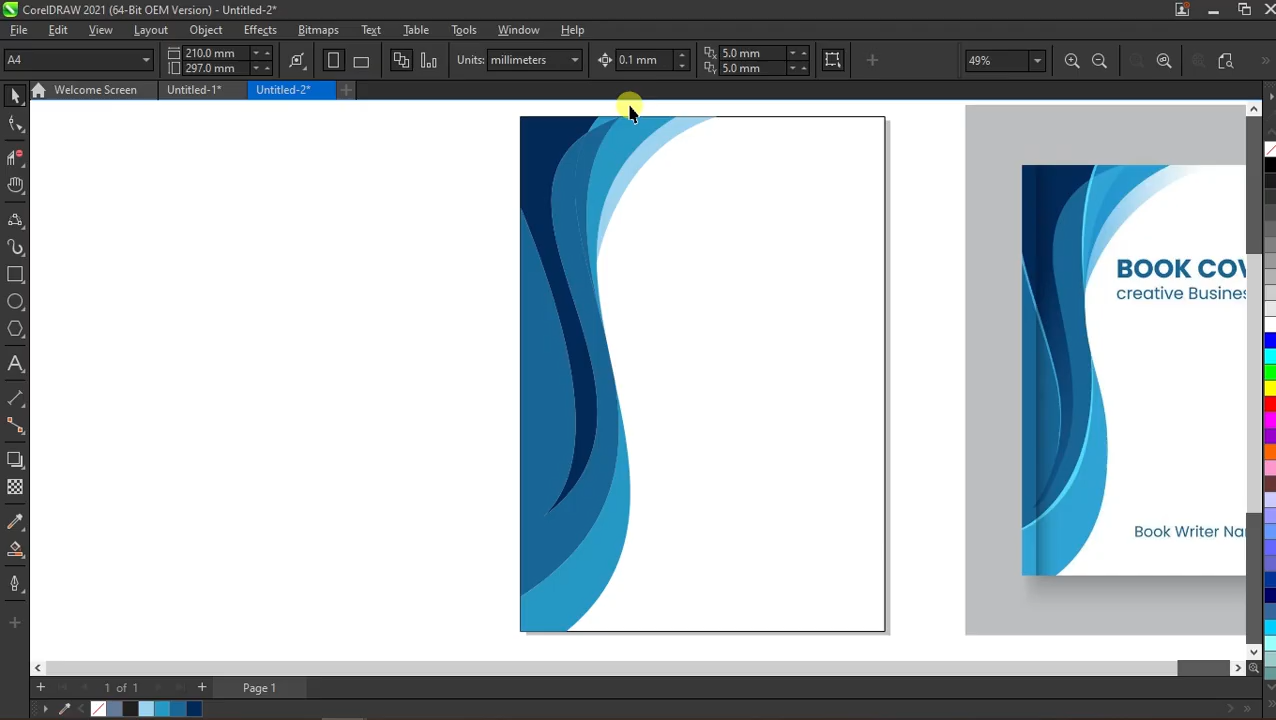 CorelDRAW 2021 (64-Bit OEM Version) - Untitled-2*
File Edit View Layout Object Effects Bitmaps Text Table Tools Window Help
A4
210.0 mm
297.0 mm
Units: millimeters
0.1 mm
5.0 mm
5.0 mm
49%
Welcome Screen Untitled-1* Untitled-2*
BOOK COV
creative Busines
Book Writer Na
1 of 1
Page 1